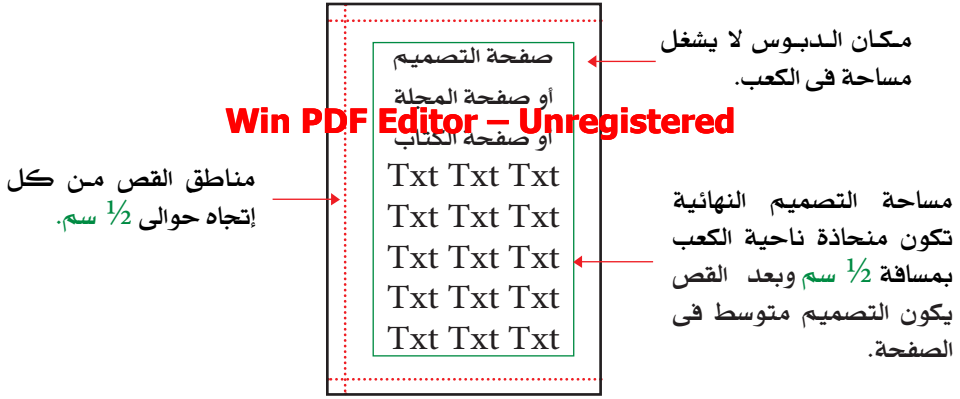 مكان الدبوس لا يشغل
مساحة فى الكعب.
صفحة التصميم
أو صفحة المجلة
Win PDF Editor – Unregistered
أو صفحة الكتاب
Txt Txt Txt
Txt Txt Txt
Txt Txt Txt
Txt Txt Txt
Txt Txt Txt
مناطق القص من كل
إتجاه حوالى ½ سم.
مساحة التصميم النهائية
تكون منحاذة ناحية الكعب
بمسافة ½ سم وبعد القص
يكون التصميم متوسط فى
الصفحة.